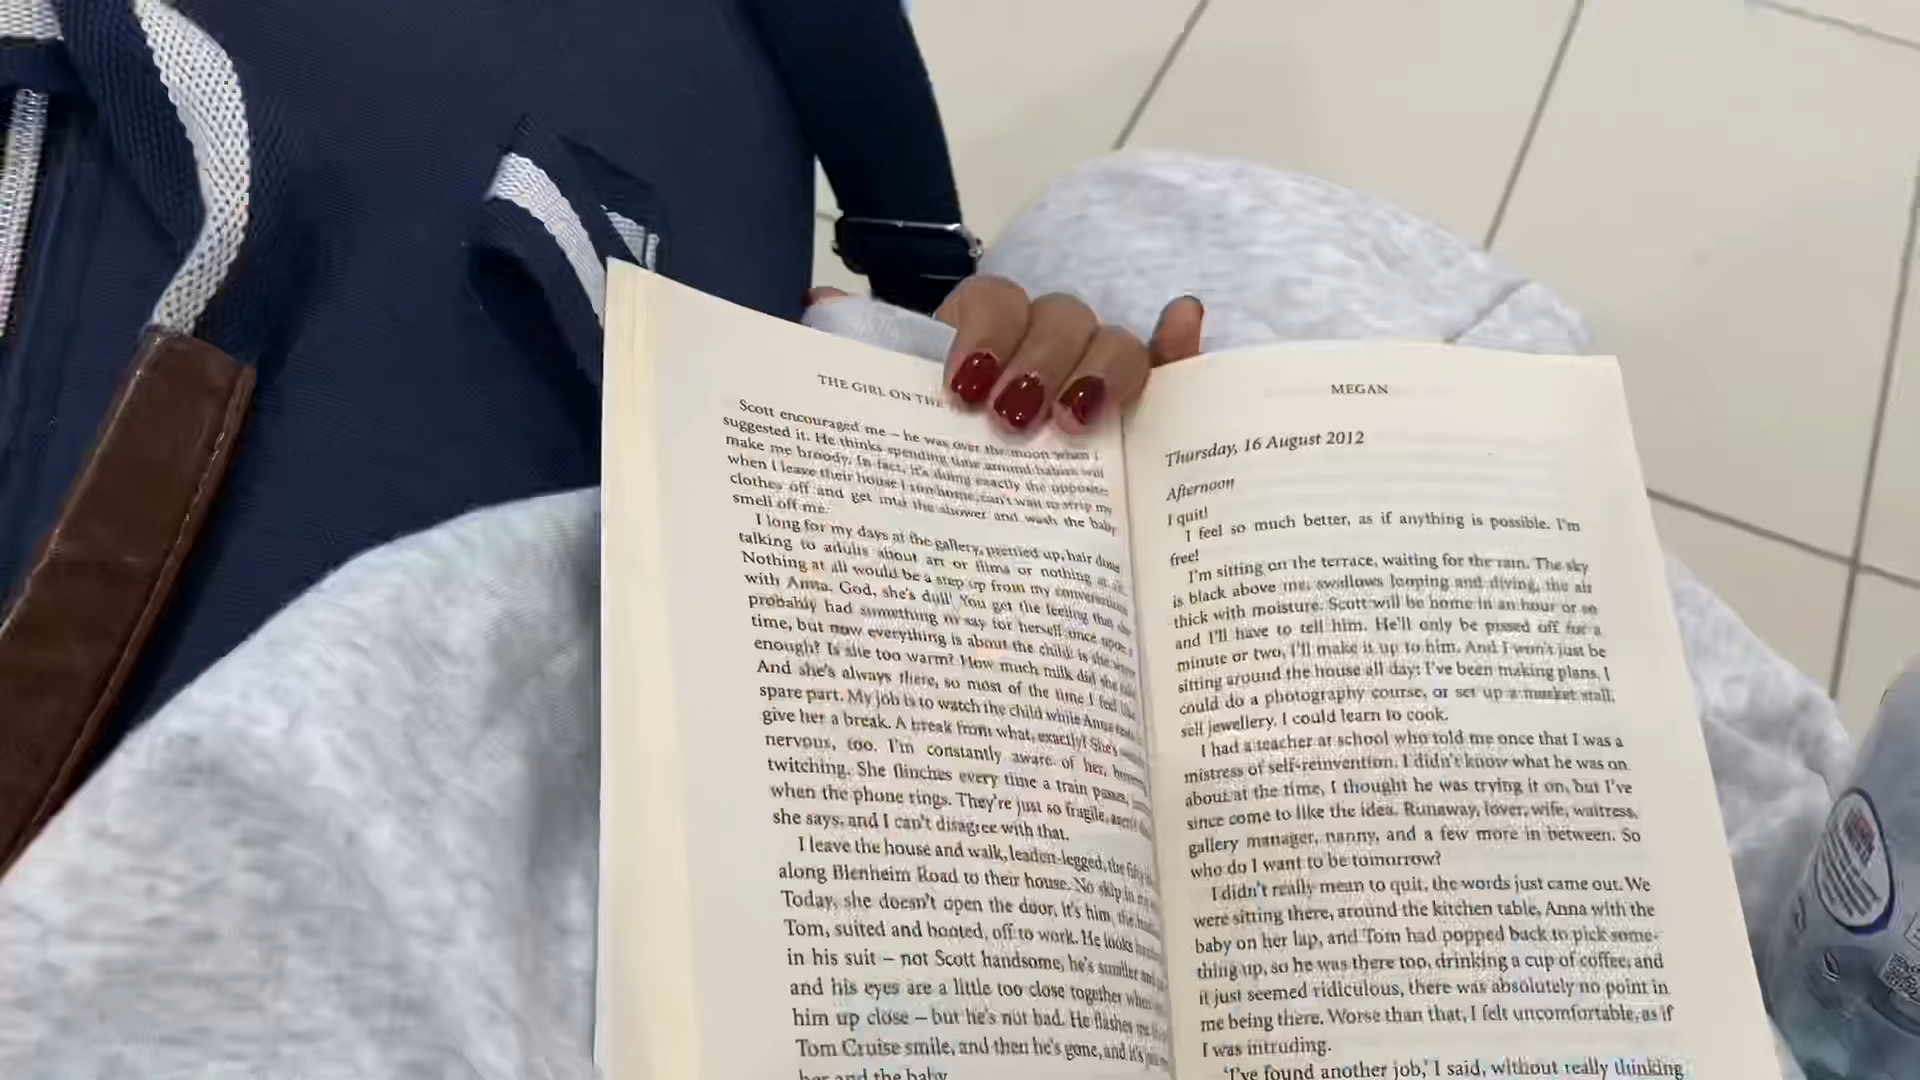 THE GIRL ON THE
Scott encouraged me – he was over the moon when I
suggested it. He thinks spending time around babies will
make me broody. In fact, it's doing exactly the opposite;
when I leave their house I run home, can't wait to strip my
clothes off and get into the shower and wash the baby
smell off me.
I long for my days at the gallery, prettied up, hair done,
talking to adults about art or films or nothing at all.
Nothing at all would be a step up from my conversations
with Anna. God, she's dull! You get the feeling that she
probably had something to say for herself once upon a
time, but now everything is about the child: is she warm
enough? Is she too warm? How much milk did she
And she's always there, so most of the time I feel like
spare part. My job is to watch the child while Anna rests,
give her a break. A break from what, exactly? She's
nervous, too. I'm constantly aware of her,
twitching. She flinches every time a train passes,
when the phone rings. They're just so fragile, aren't
she says, and I can't disagree with that.
I leave the house and walk, leaden-legged, the fifty
along Blenheim Road to their house. No skip in
Today, she doesn't open the door, it's him, the
Tom, suited and booted, off to work. He looks
in his suit – not Scott handsome, he's smaller and
and his eyes are a little too close together when
him up close – but he's not bad. He flashes me
Tom Cruise smile, and then he's gone, and it's just
her and the baby.
MEGAN
Thursday, 16 August 2012
Afternoon
I quit!
I feel so much better, as if anything is possible. I'm
free!
I'm sitting on the terrace, waiting for the rain. The sky
is black above me, swallows looping and diving, the air
thick with moisture. Scott will be home in an hour or so
and I'll have to tell him. He'll only be pissed off for a
minute or two, I'll make it up to him. And I won't just be
sitting around the house all day: I've been making plans. I
could do a photography course, or set up a market stall,
sell jewellery. I could learn to cook.
I had a teacher at school who told me once that I was a
mistress of self-reinvention. I didn't know what he was on
about at the time, I thought he was trying it on, but I've
since come to like the idea. Runaway, lover, wife, waitress,
gallery manager, nanny, and a few more in between. So
who do I want to be tomorrow?
I didn't really mean to quit, the words just came out. We
were sitting there, around the kitchen table, Anna with the
baby on her lap, and Tom had popped back to pick some-
thing up, so he was there too, drinking a cup of coffee, and
it just seemed ridiculous, there was absolutely no point in
me being there. Worse than that, I felt uncomfortable, as if
I was intruding.
'I've found another job,' I said, without really thinking